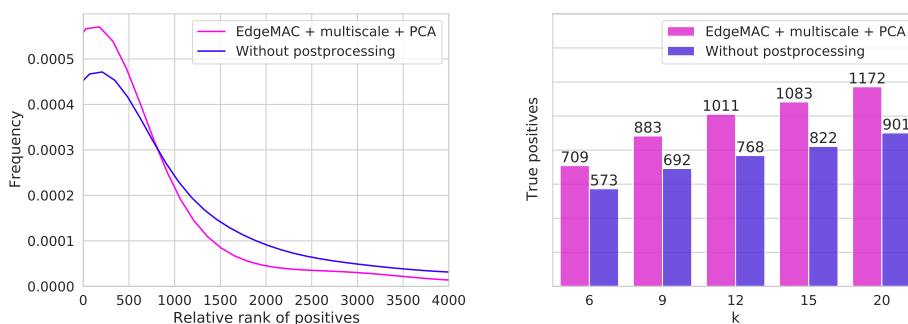 EdgeMAC + multiscale + PCA
Without postprocessing
0.0005
0.0004
0.0003
0.0002
0.0001
0.0000
Frequency
0 500 1000 1500 2000 2500 3000 3500 4000
Relative rank of positives
EdgeMAC + multiscale + PCA
Without postprocessing
True positives
709 573 883 692 1011 768 1083 822 1172 901
6 9 12 15 20
k